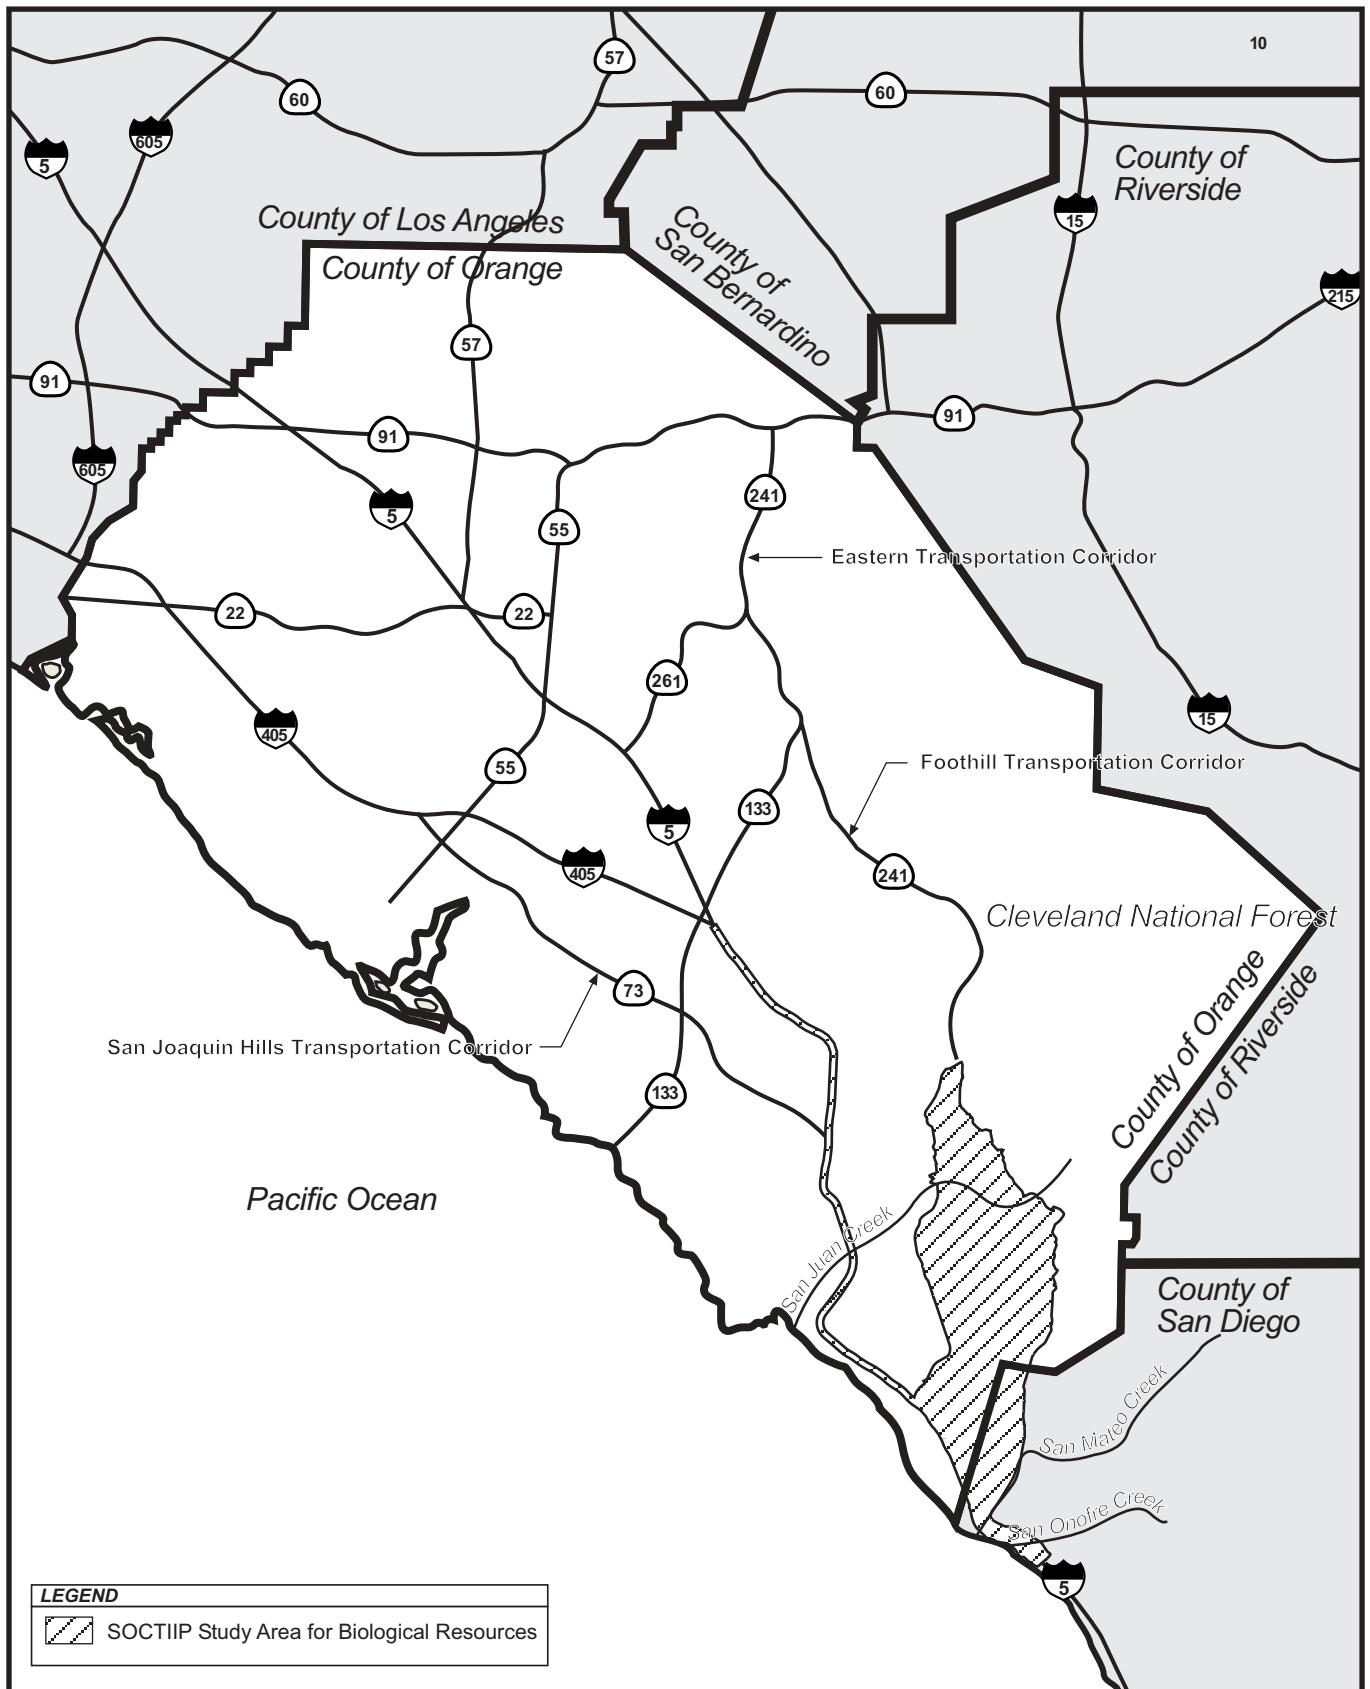 10
57
60
60
605
5
County of
Riverside
15
County of Los Angeles
County of
San Bernardino
County of Orange
215
57
91
91
91
605
241
5
55
Eastern Transportation Corridor
22
22
261
15
405
55
Foothill Transportation Corridor
133
5
405
241
Cleveland National Forest
73
County of Orange
County of Riverside
San Joaquin Hills Transportation Corridor
133
Pacific Ocean
San Juan Creek
County of
San Diego
San Mateo Creek
San Onofre Creek
5
LEGEND
SOCTIIP Study Area for Biological Resources